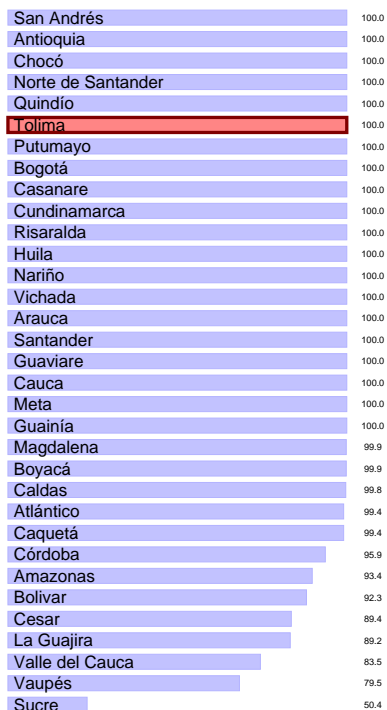 San Andrés 100.0
Antioquia 100.0
Chocó 100.0
Norte de Santander 100.0
Quindío 100.0
Tolima 100.0
Putumayo 100.0
Bogotá 100.0
Casanare 100.0
Cundinamarca 100.0
Risaralda 100.0
Huila 100.0
Nariño 100.0
Vichada 100.0
Arauca 100.0
Santander 100.0
Guaviare 100.0
Cauca 100.0
Meta 100.0
Guainía 100.0
Magdalena 99.9
Boyacá 99.9
Caldas 99.8
Atlántico 99.4
Caquetá 99.4
Córdoba 95.9
Amazonas 93.4
Bolivar 92.3
Cesar 89.4
La Guajira 89.2
Valle del Cauca 83.5
Vaupés 79.5
Sucre 50.4